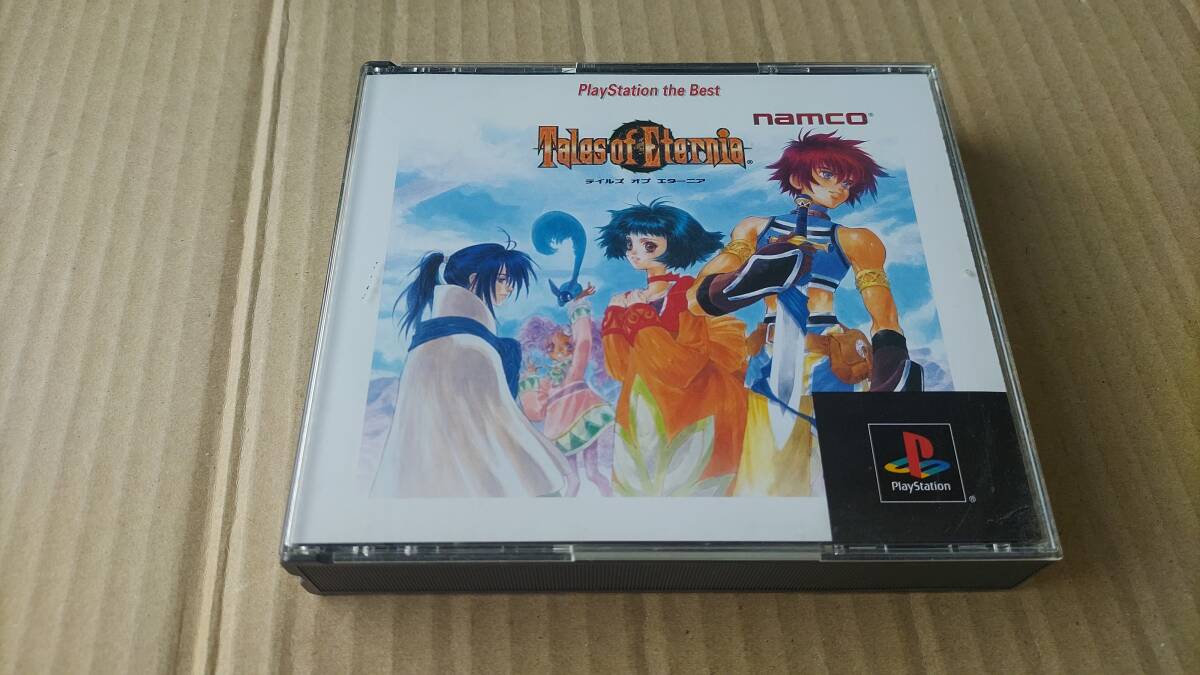 PlayStation the Best
namco®
Tales of Eternia®
テイルズ オブ エターニア
PlayStation
®